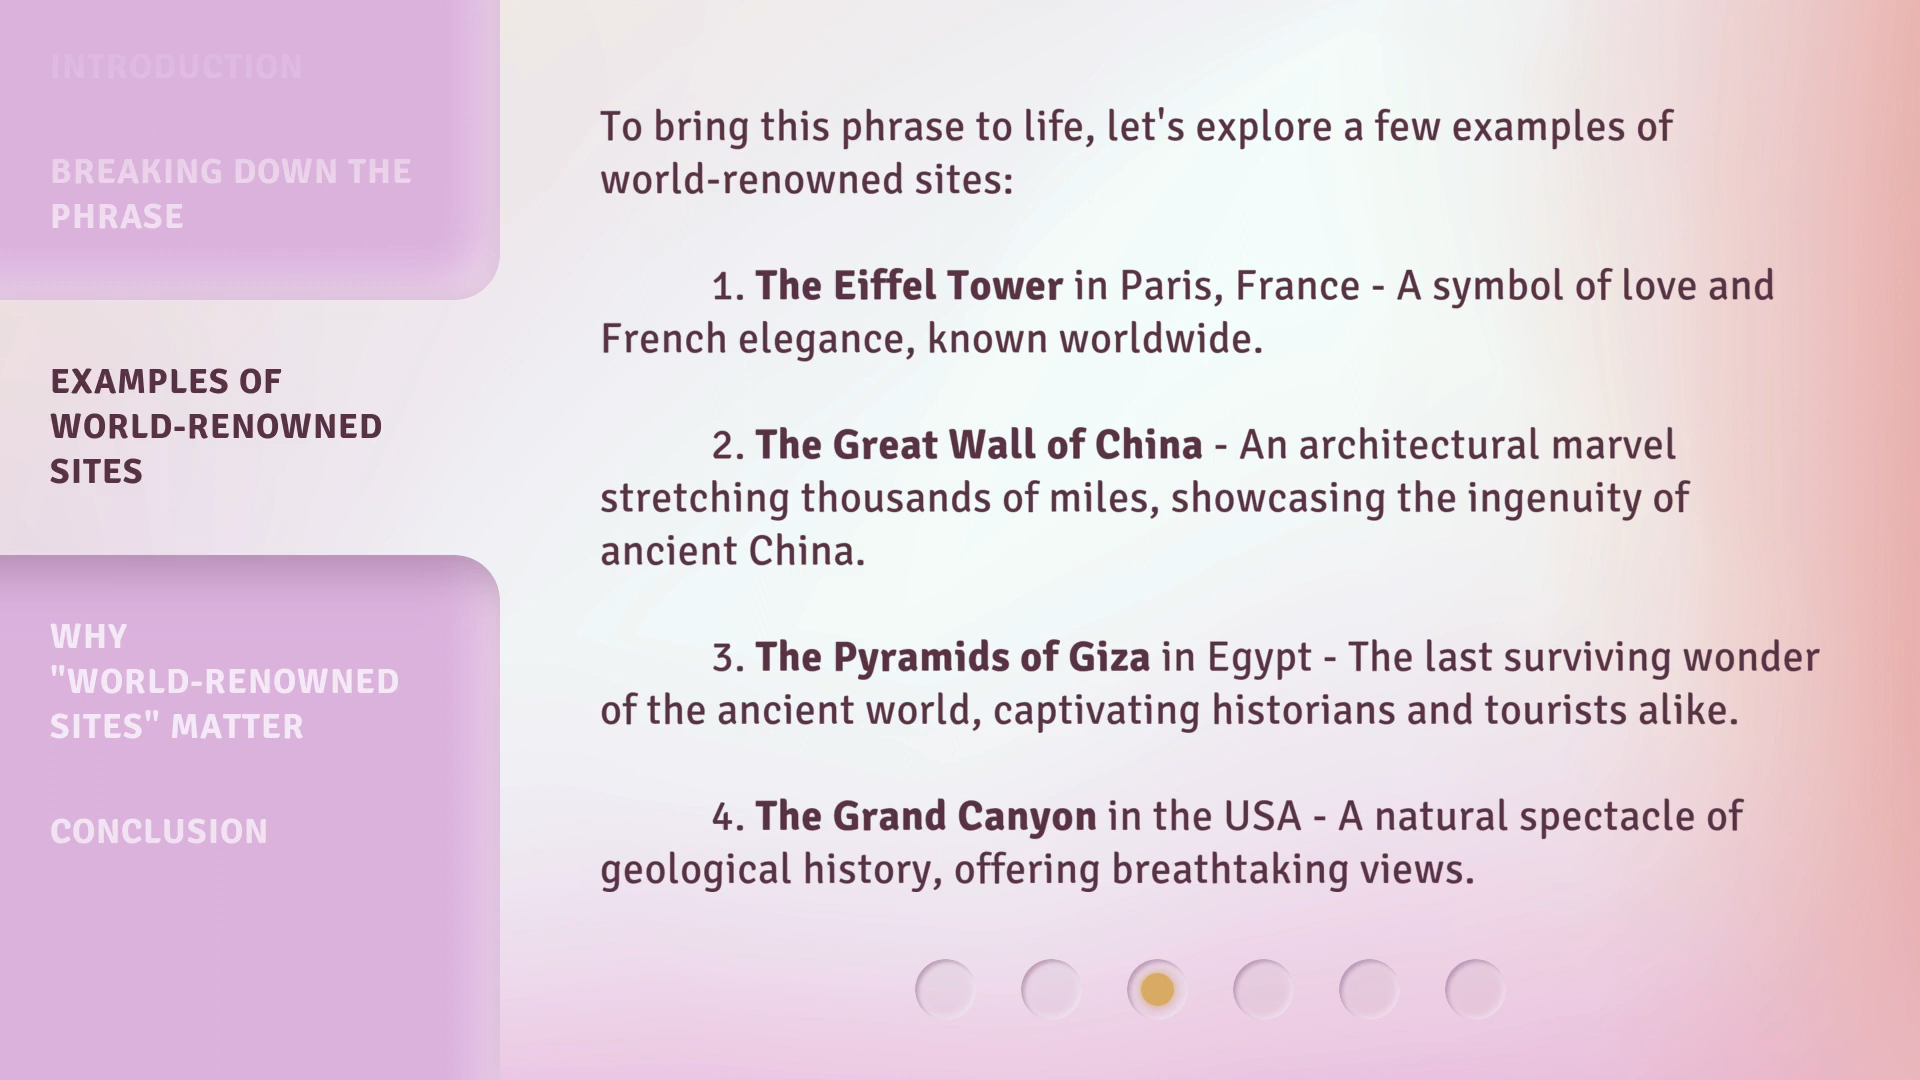 INTRODUCTION
BREAKING DOWN THE
PHRASE
EXAMPLES OF
WORLD-RENOWNED
SITES
WHY
"WORLD-RENOWNED
SITES" MATTER
CONCLUSION
To bring this phrase to life, let's explore a few examples of
world-renowned sites:
1. The Eiffel Tower in Paris, France - A symbol of love and
French elegance, known worldwide.
2. The Great Wall of China - An architectural marvel
stretching thousands of miles, showcasing the ingenuity of
ancient China.
3. The Pyramids of Giza in Egypt - The last surviving wonder
of the ancient world, captivating historians and tourists alike.
4. The Grand Canyon in the USA - A natural spectacle of
geological history, offering breathtaking views.